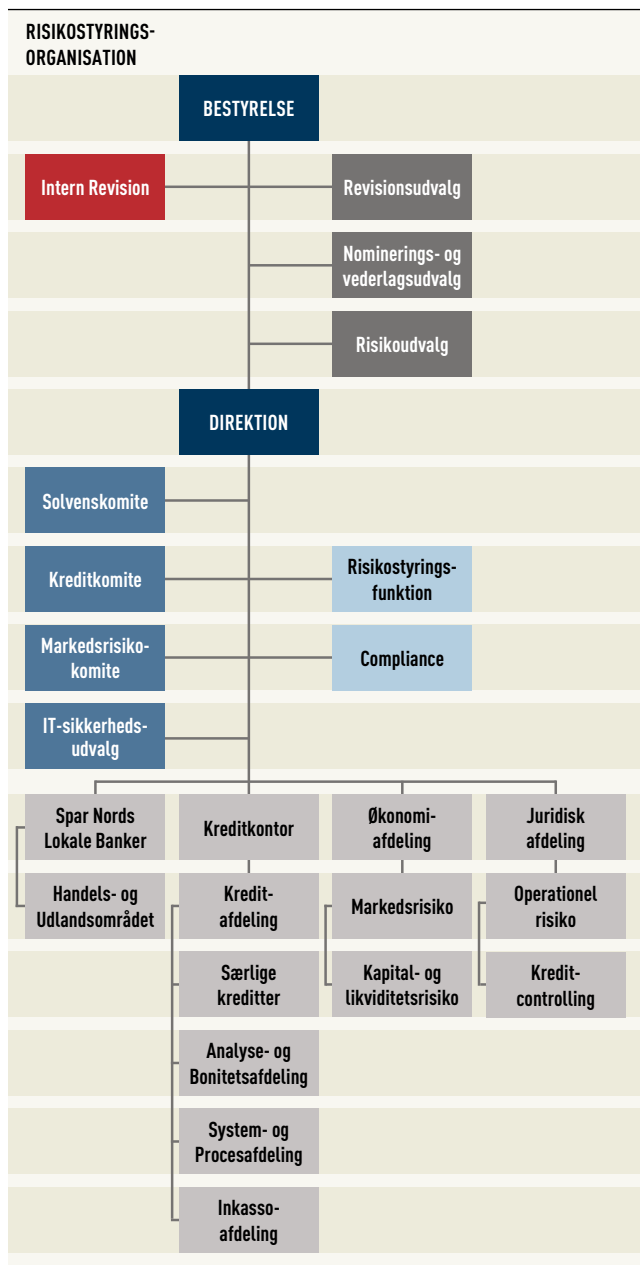 RISIKOSTYRINGS-
ORGANISATION
BESTYRELSE
Intern Revision
Revisionsudvalg
Nominerings- og
vederlagsudvalg
Risikoudvalg
DIREKTION
Solvenskomite
Kreditkomite
Risikostyrings-
funktion
Markedsrisiko-
komite
Compliance
IT-sikkerheds-
udvalg
Spar Nords
Lokale Banker
Kreditkontor
Økonomi-
afdeling
Juridisk
afdeling
Handels- og
Udlandsområdet
Kredit-
afdeling
Markedsrisiko
Operationel
risiko
Særlige
kreditter
Kapital- og
likviditetsrisiko
Kredit-
controlling
Analyse- og
Bonitetsafdeling
System- og
Procesafdeling
Inkasso-
afdeling